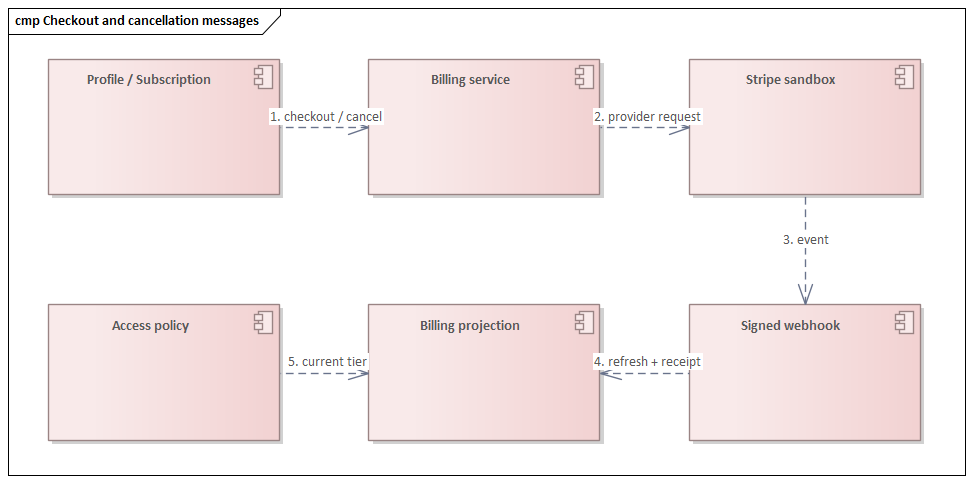 cmp Checkout and cancellation messages
Profile / Subscription
Billing service
Stripe sandbox
1. checkout / cancel
2. provider request
3. event
Access policy
Billing projection
Signed webhook
5. current tier
4. refresh + receipt